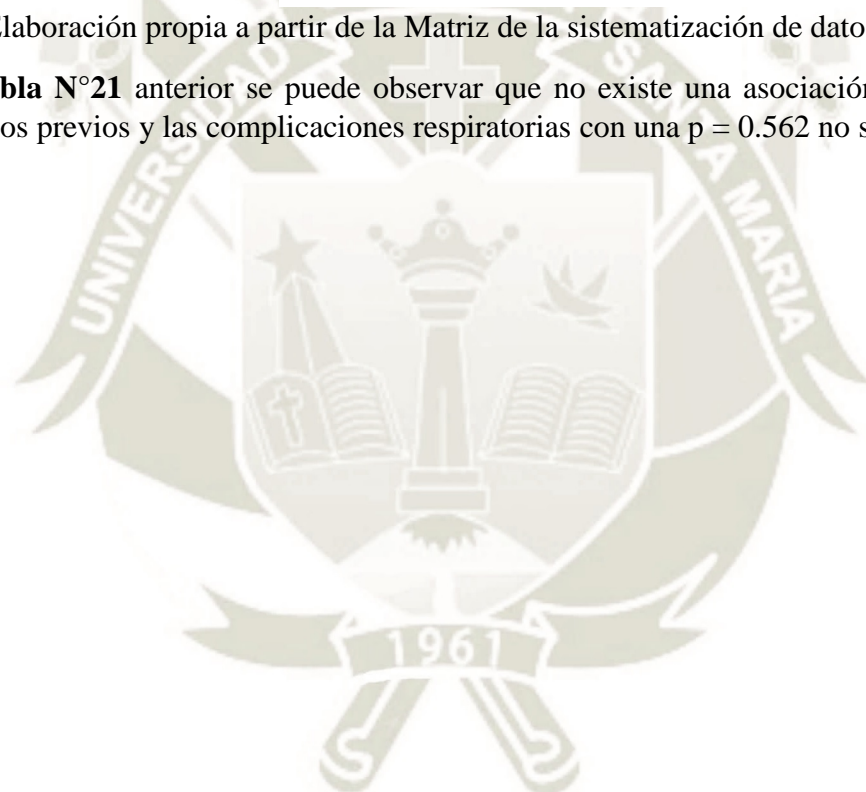 laboración propia a partir de la Matriz de la sistematización de dato
bla N°21 anterior se puede observar que no existe una asociación
os previos y las complicaciones respiratorias con una p = 0.562 no s
UNIVERSIDAD
SANTA MARIA
1961